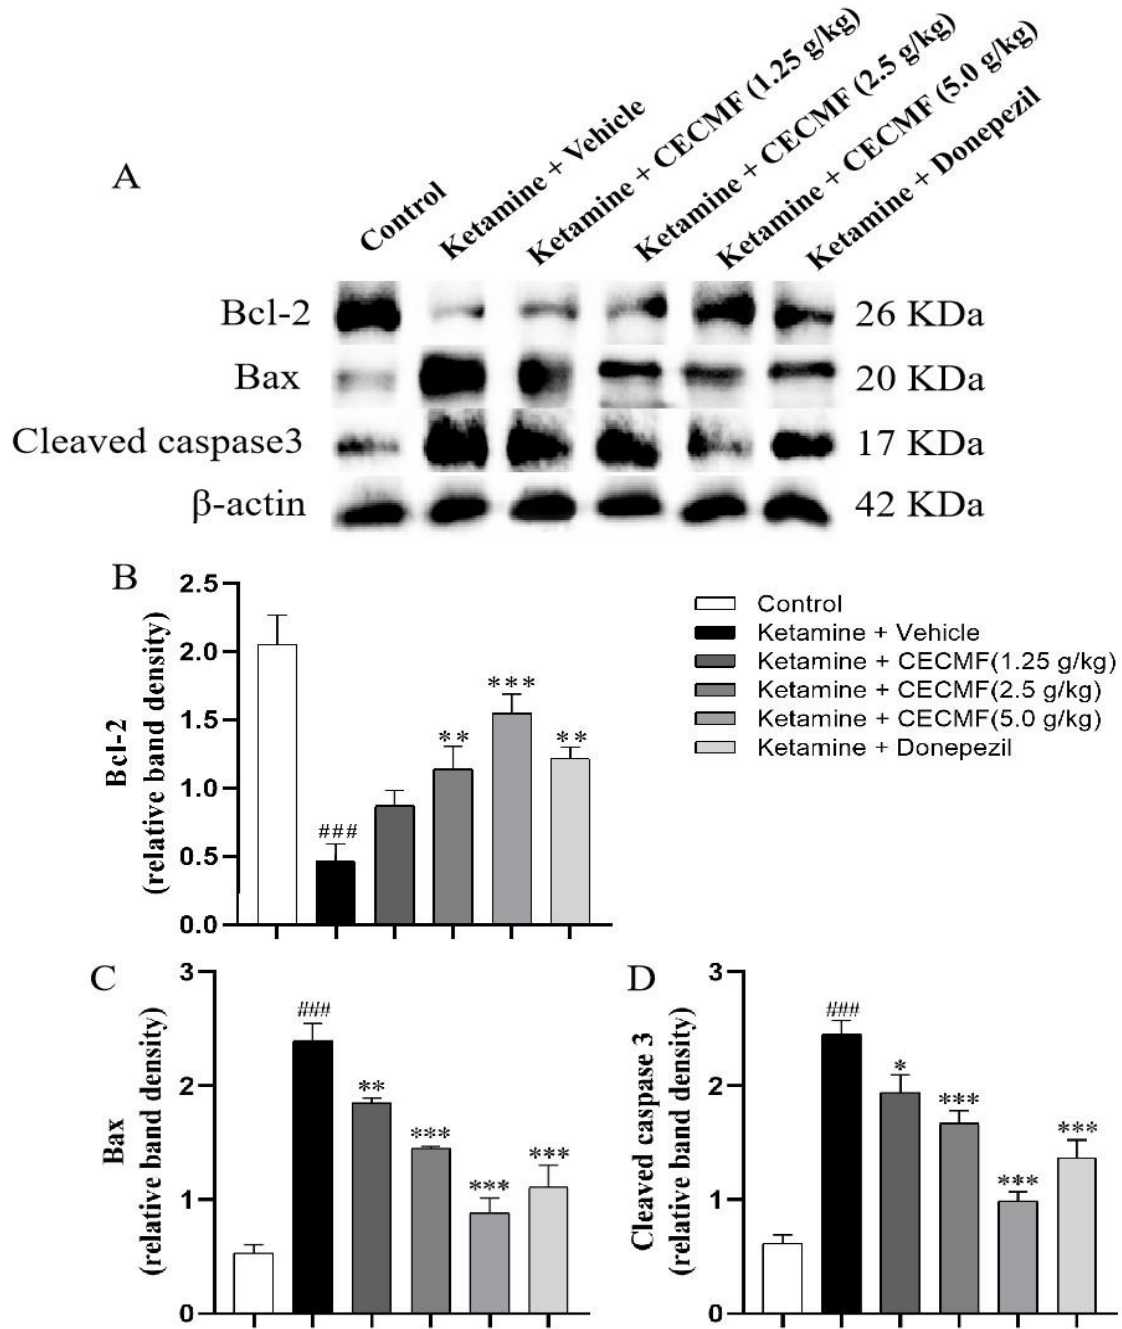 A
Control
Ketamine + Vehicle
Ketamine + CECMF (1.25 g/kg)
Ketamine + CECMF (2.5 g/kg)
Ketamine + CECMF (5.0 g/kg)
Ketamine + Donepezil
Bcl-2 26 KDa
Bax 20 KDa
Cleaved caspase3 17 KDa
β-actin 42 KDa
B
Bcl-2
(relative band density)
2.5
2.0
1.5
1.0
0.5
0.0
###
**
***
**
Control
Ketamine + Vehicle
Ketamine + CECMF(1.25 g/kg)
Ketamine + CECMF(2.5 g/kg)
Ketamine + CECMF(5.0 g/kg)
Ketamine + Donepezil
C
Bax
(relative band density)
3
2
1
0
###
**
***
***
***
D
Cleaved caspase 3
(relative band density)
3
2
1
0
###
*
***
***
***